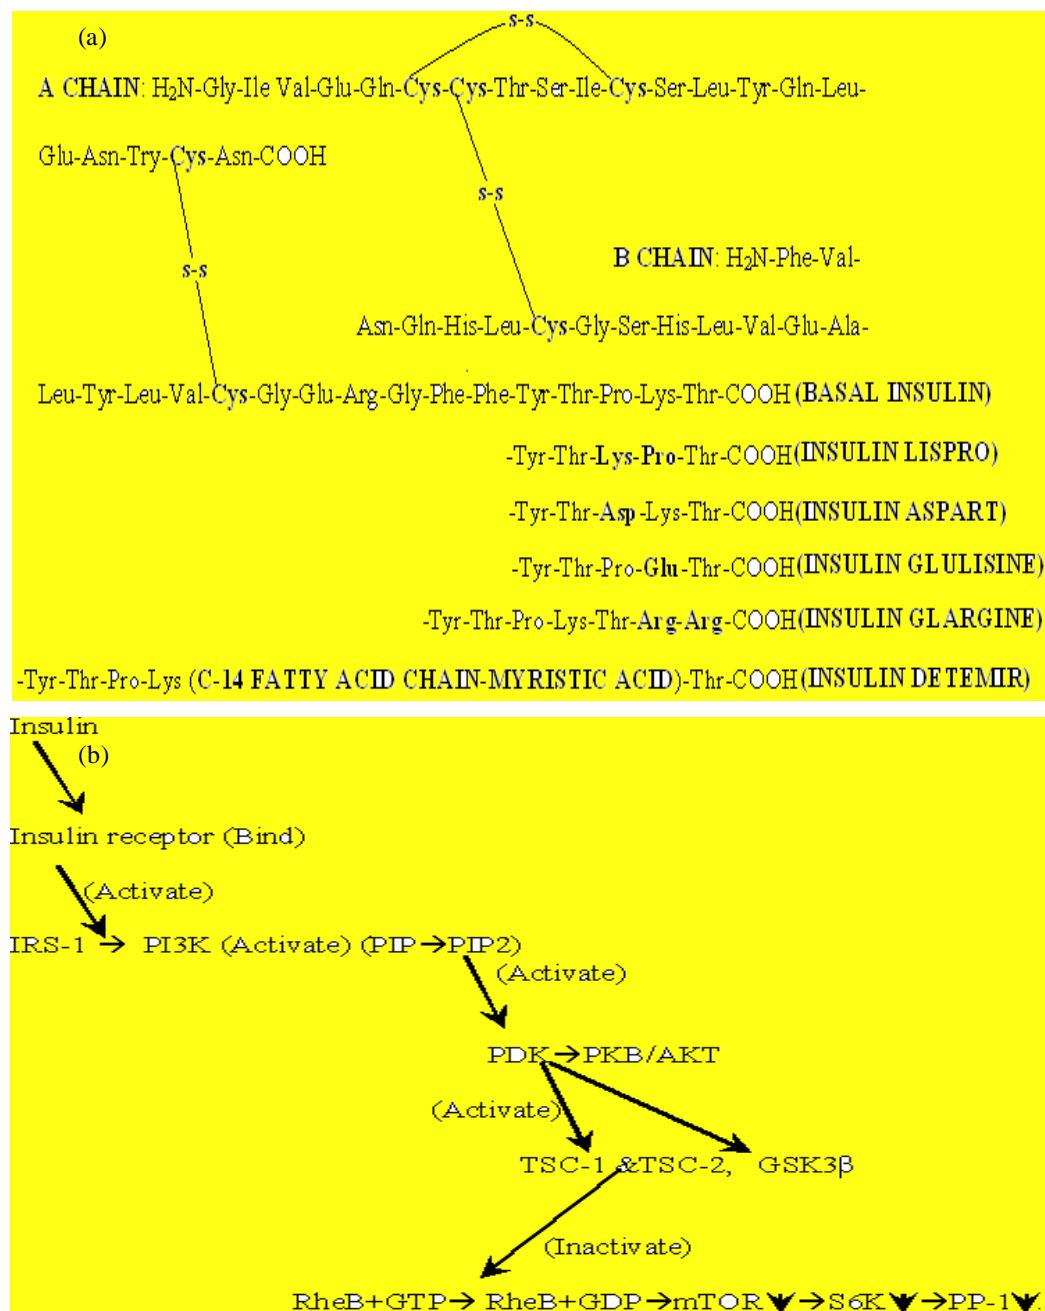 (a)
s-s
A CHAIN: H₂N-Gly-Ile Val-Glu-Gln-Cys-Cys-Thr-Ser-Ile-Cys-Ser-Leu-Tyr-Gln-Leu-
Glu-Asn-Try-Cys-Asn-COOH
s-s
s-s
B CHAIN: H₂N-Phe-Val-
Asn-Gln-His-Leu-Cys-Gly-Ser-His-Leu-Val-Glu-Ala-
Leu-Tyr-Leu-Val-Cys-Gly-Glu-Arg-Gly-Phe-Phe-Tyr-Thr-Pro-Lys-Thr-COOH(BASAL INSULIN)
-Tyr-Thr-Lys-Pro-Thr-COOH(INSULIN LISPRO)
-Tyr-Thr-Asp-Lys-Thr-COOH(INSULIN ASPART)
-Tyr-Thr-Pro-Glu-Thr-COOH(INSULIN GLULISINE)
-Tyr-Thr-Pro-Lys-Thr-Arg-Arg-COOH(INSULIN GLARGINE)
-Tyr-Thr-Pro-Lys (C-14 FATTY ACID CHAIN-MYRISTIC ACID)-Thr-COOH(INSULIN DETEMIR)
Insulin
(b)
Insulin receptor (Bind)
(Activate)
IRS-1 → PI3K (Activate) (PIP→PIP2)
(Activate)
PDK→PKB/AKT
(Activate)
TSC-1 &TSC-2, GSK3β
(Inactivate)
RheB+GTP→ RheB+GDP→mTOR↓→S6K↓→PP-1↓